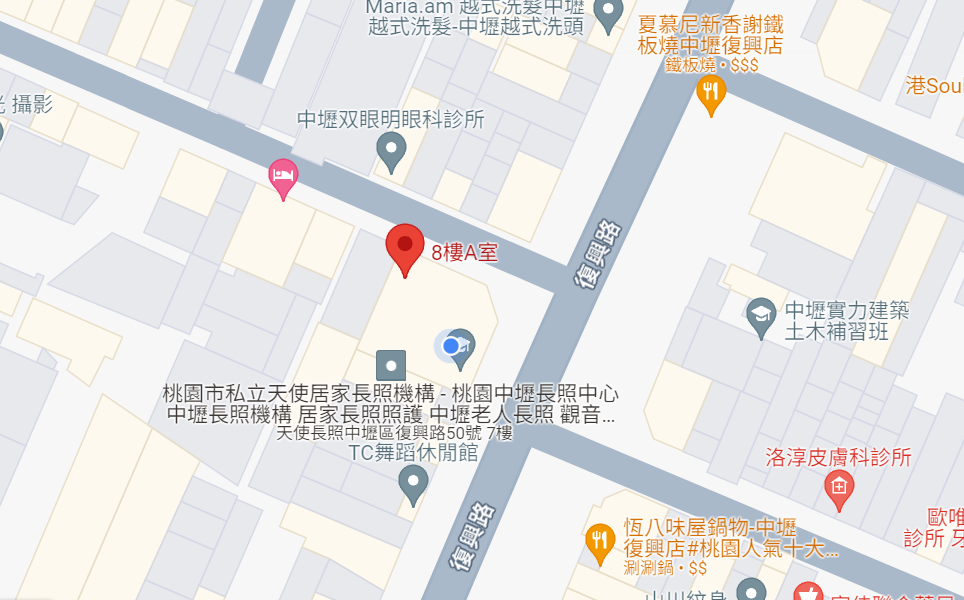 Maria.am 越式洗髮中壢
越式洗髮-中壢越式洗頭
夏慕尼新香榭鐵
板燒中壢復興店
鐵板燒・$$$
港Soul
攝影
中壢双眼明眼科診所
復興路
8樓A室
中壢實力建築
土木補習班
桃園市私立天使居家長照機構 - 桃園中壢長照中心
中壢長照機構 居家長照照護 中壢老人長照 觀音...
天使長照中壢區復興路50號 7樓
TC舞蹈休閒館
洛淳皮膚科診所
復興路
恆八味屋鍋物-中壢
復興店#桃園人氣十大...
涮涮鍋・$$
歐唯
診所 牙
山川紋身